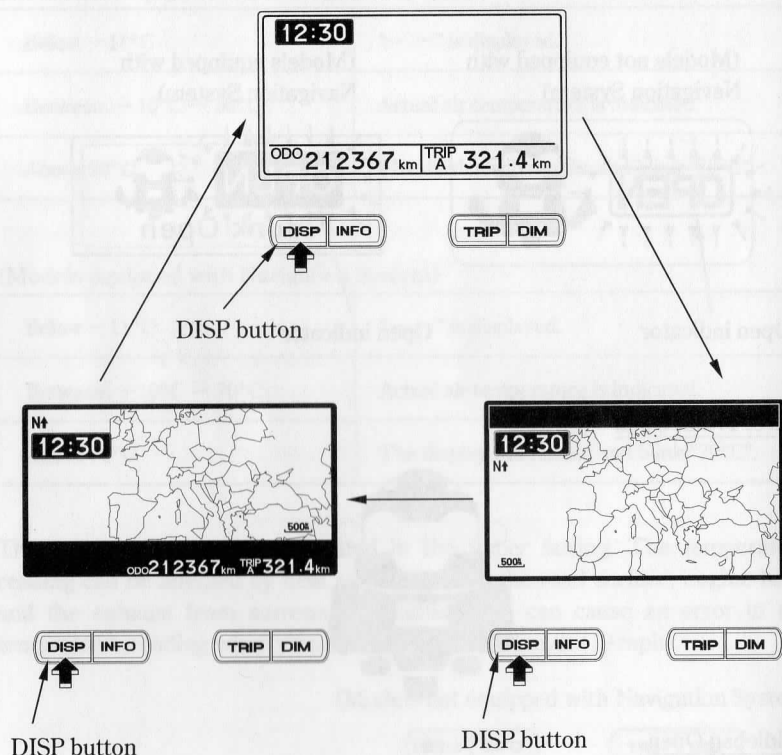 12:30
ODO 212367 km TRIP A 321.4 km
DISP INFO TRIP DIM
DISP button
N
12:30
500km
ODO 212367 km TRIP A 321.4 km
DISP INFO TRIP DIM
DISP button
12:30
N
500km
DISP INFO TRIP DIM
DISP button